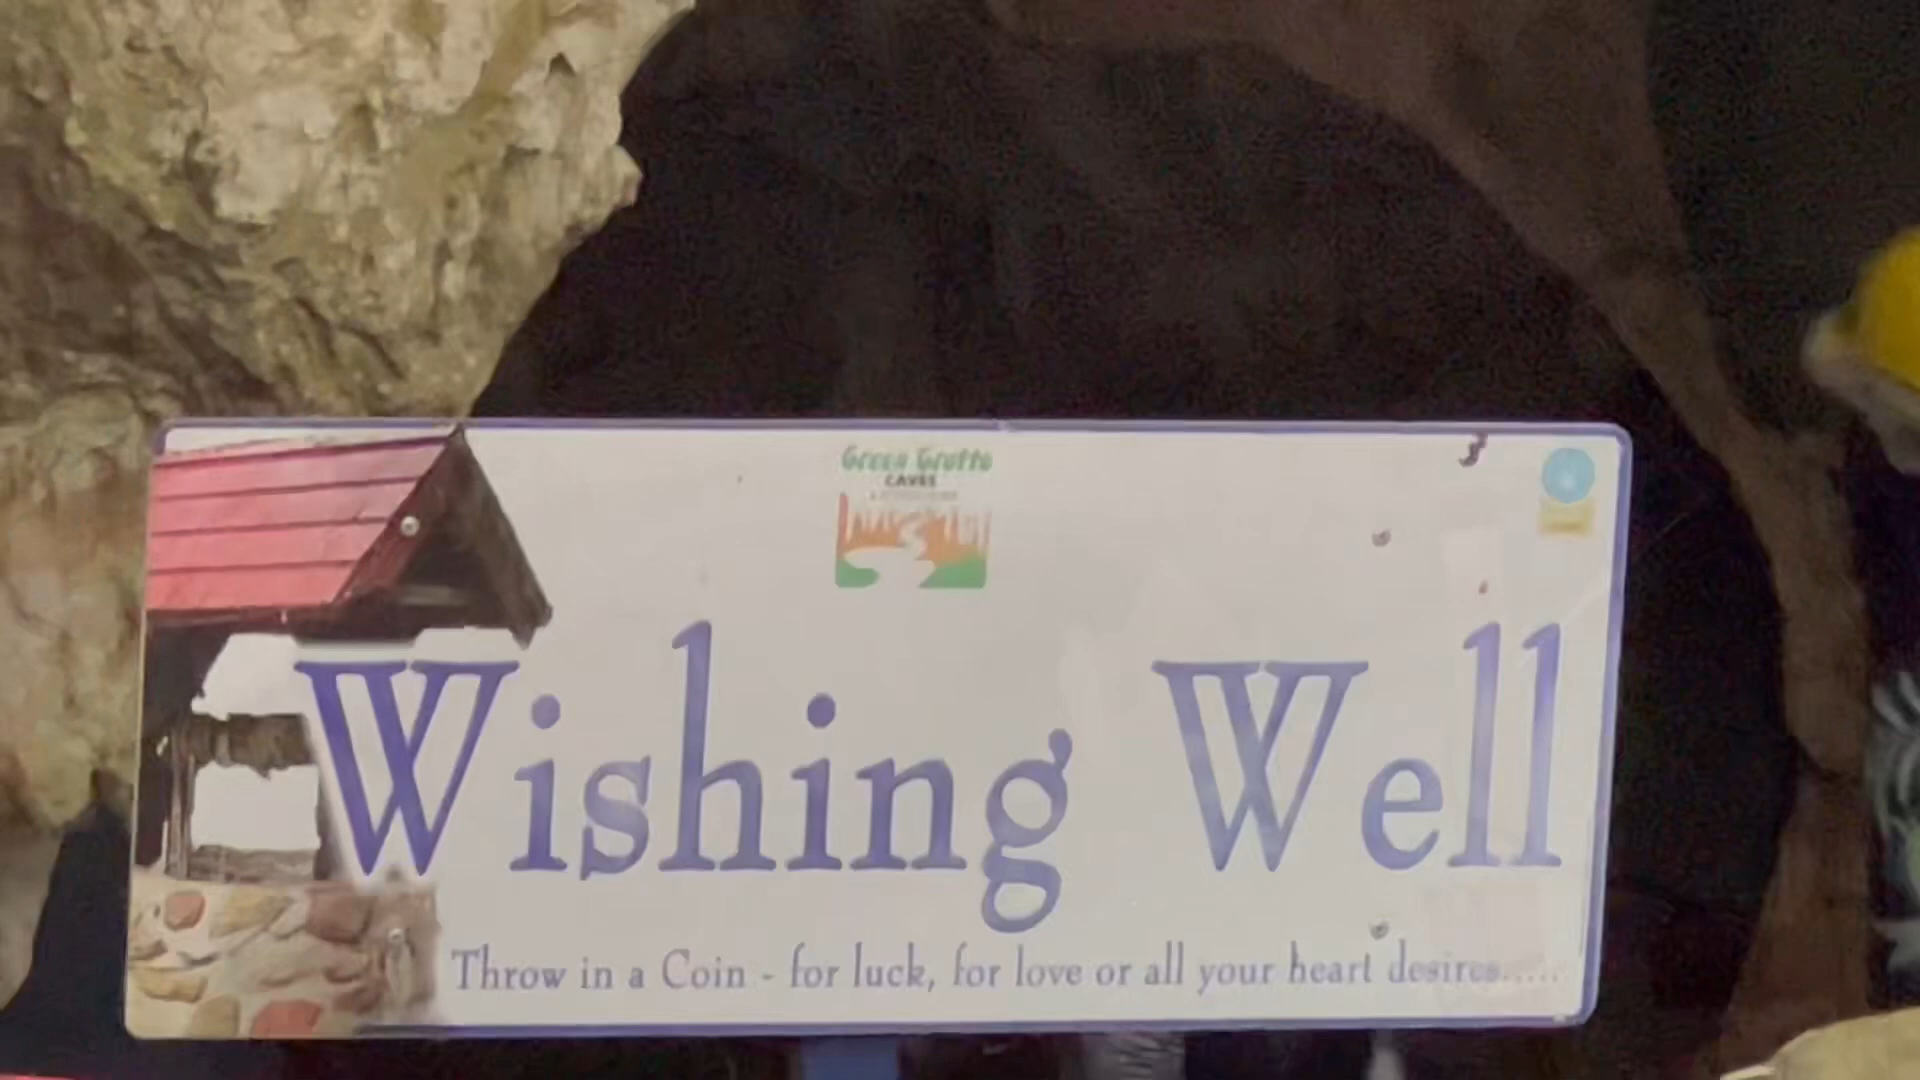 Green Grotto
CAVES
Wishing Well
Throw in a Coin - for luck, for love or all your heart desires.....